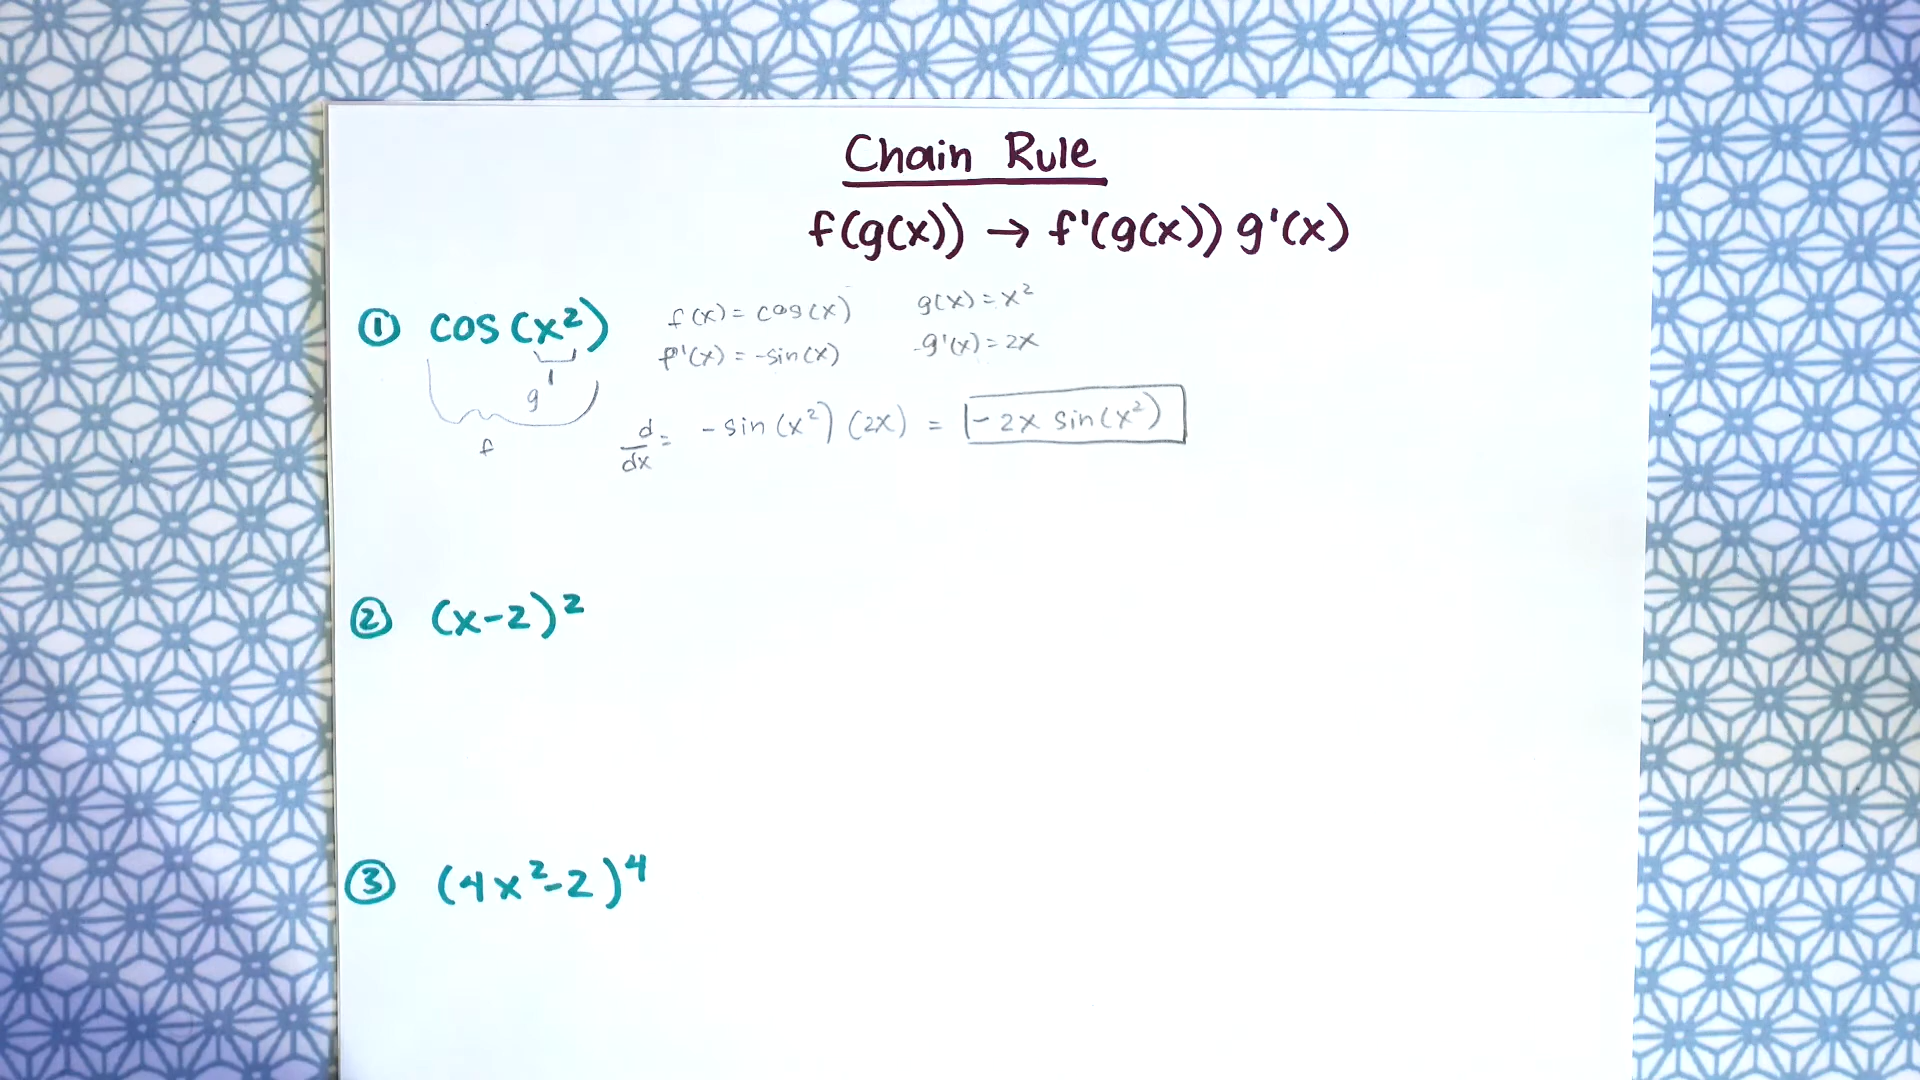 Chain Rule
f(g(x)) → f'(g(x)) g'(x)
① cos(x²)
g
f
f(x) = cos(x)
g(x) = x²
f'(x) = -sin(x)
g'(x) = 2x
d/dx = -sin(x²) (2x) = -2x sin(x²)
② (x-2)²
③ (4x²-2)⁴